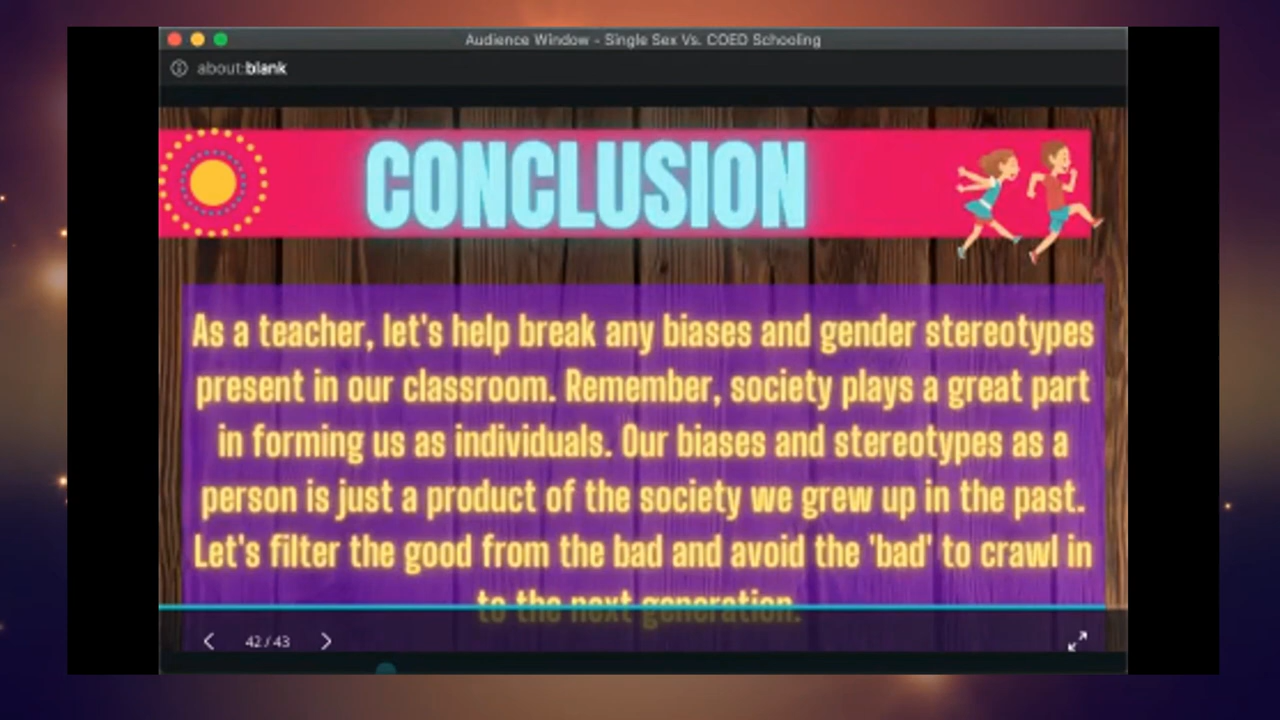 Audience Window - Single Sex Vs. COED Schooling
about:blank
CONCLUSION
As a teacher, let's help break any biases and gender stereotypes
present in our classroom. Remember, society plays a great part
in forming us as individuals. Our biases and stereotypes as a
person is just a product of the society we grew up in the past.
Let's filter the good from the bad and avoid the 'bad' to crawl in
to the next generation.
42 / 43